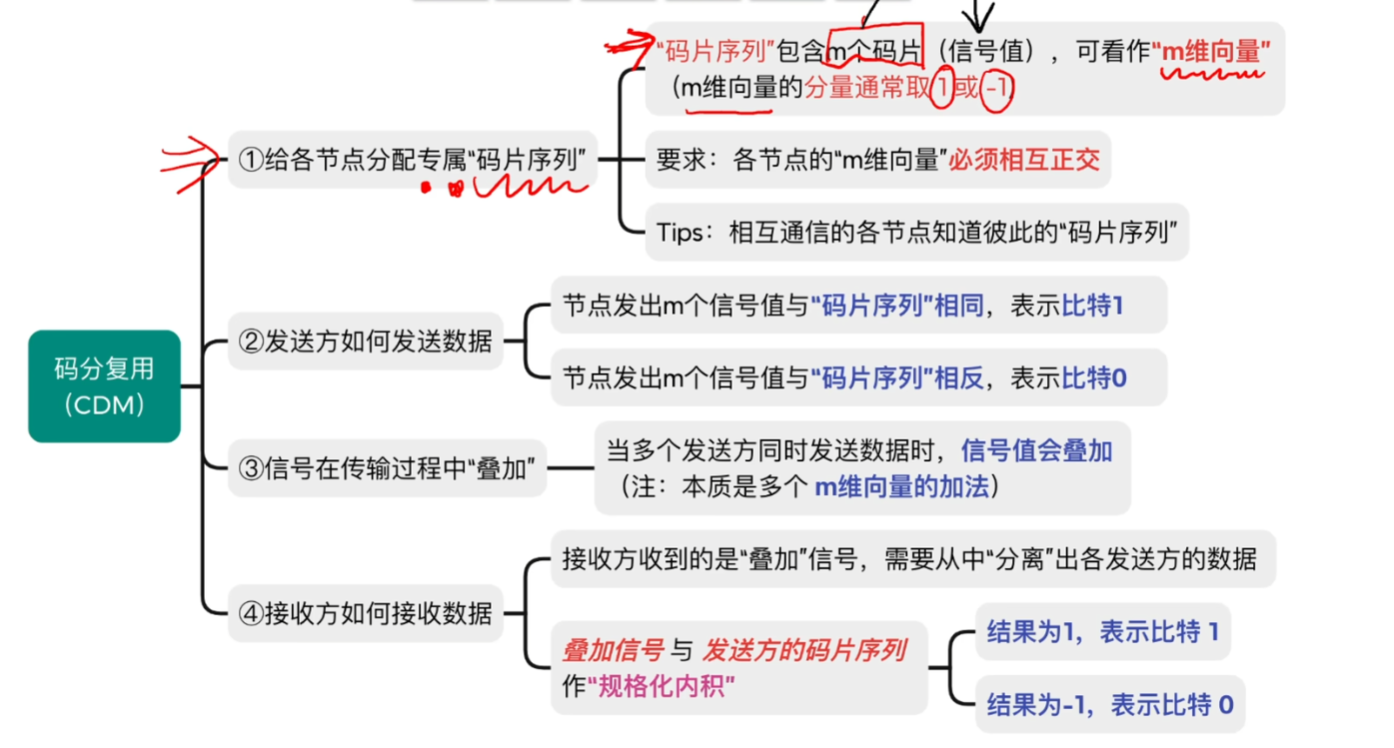 “码片序列”包含m个码片（信号值），可看作“m维向量”
（m维向量的分量通常取1或-1
①给各节点分配专属“码片序列”
要求：各节点的“m维向量”必须相互正交
Tips：相互通信的各节点知道彼此的“码片序列”
码分复用
（CDM）
②发送方如何发送数据
节点发出m个信号值与“码片序列”相同，表示比特1
节点发出m个信号值与“码片序列”相反，表示比特0
③信号在传输过程中“叠加”
当多个发送方同时发送数据时，信号值会叠加
（注：本质是多个 m维向量的加法）
④接收方如何接收数据
接收方收到的是“叠加”信号，需要从中“分离”出各发送方的数据
叠加信号 与 发送方的码片序列
作“规格化内积”
结果为1，表示比特 1
结果为-1，表示比特 0